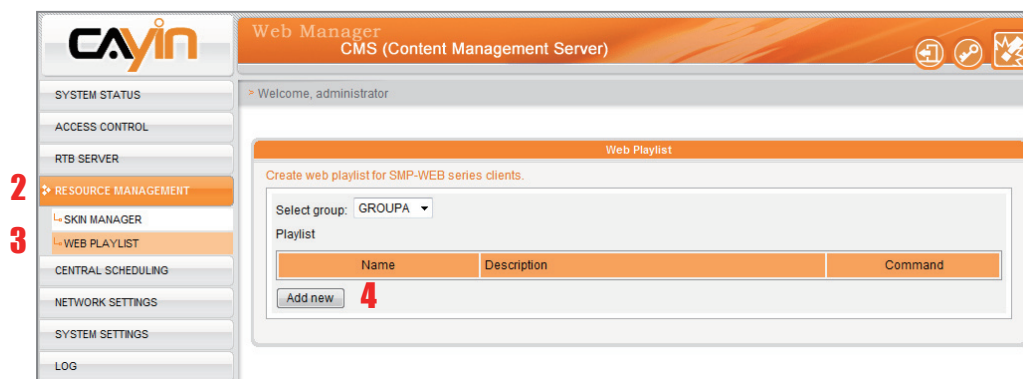 CAYIN
Web Manager
CMS (Content Management Server)
SYSTEM STATUS
> Welcome, administrator
ACCESS CONTROL
RTB SERVER
Web Playlist
2
RESOURCE MANAGEMENT
Create web playlist for SMP-WEB series clients.
SKIN MANAGER
Select group: GROUPA
3
WEB PLAYLIST
Playlist
CENTRAL SCHEDULING
Name Description Command
NETWORK SETTINGS
Add new 4
SYSTEM SETTINGS
LOG